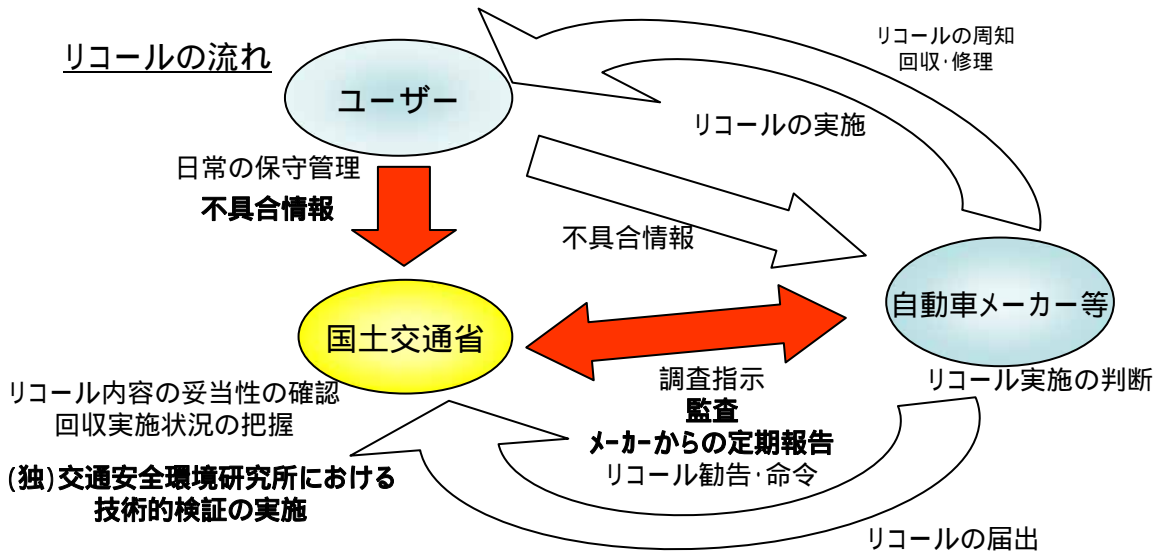 リコールの流れ
リコールの周知
回収･修理
ユーザー
リコールの実施
日常の保守管理
不具合情報
不具合情報
自動車メーカー等
国土交通省
リコール実施の判断
リコール内容の妥当性の確認
回収実施状況の把握
調査指示
監査
ﾒｰｶｰからの定期報告
リコール勧告･命令
(独)交通安全環境研究所における
技術的検証の実施
リコールの届出